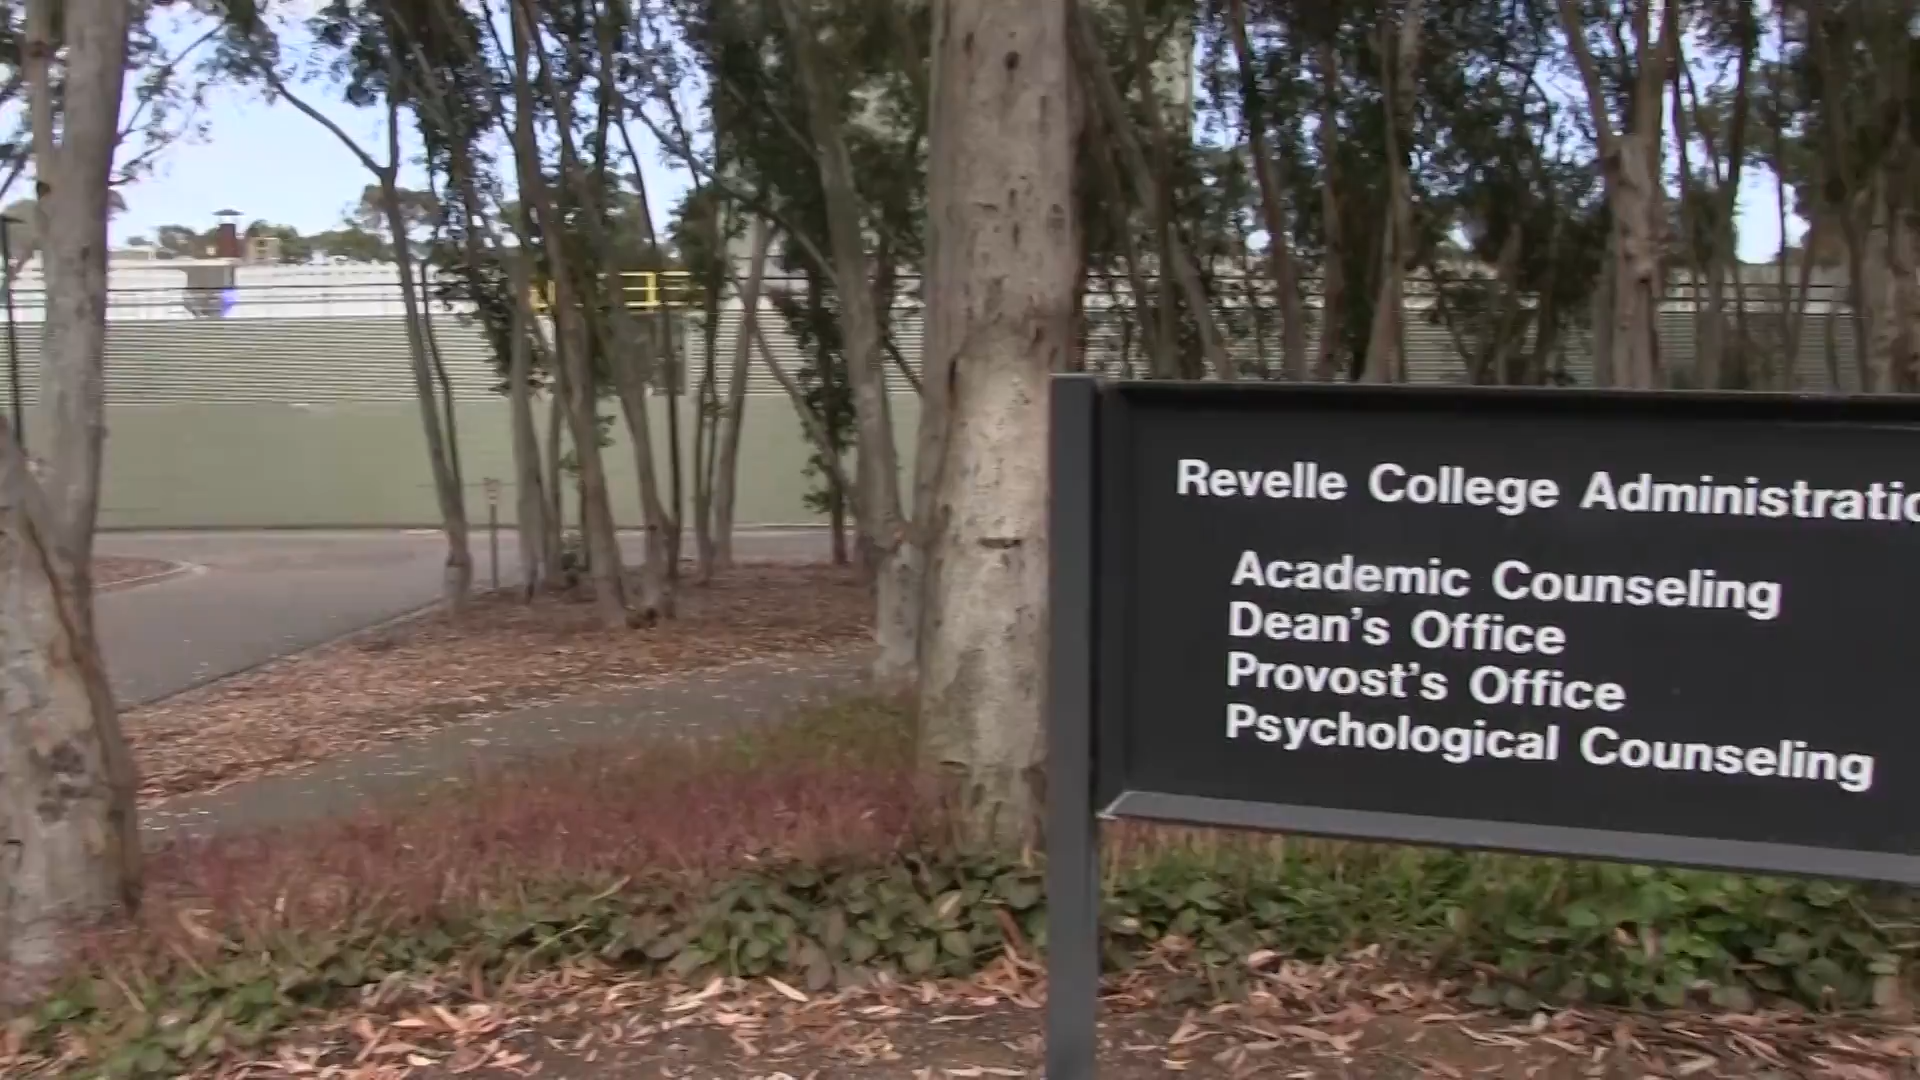 Revelle College Administratio
Academic Counseling
Dean's Office
Provost's Office
Psychological Counseling